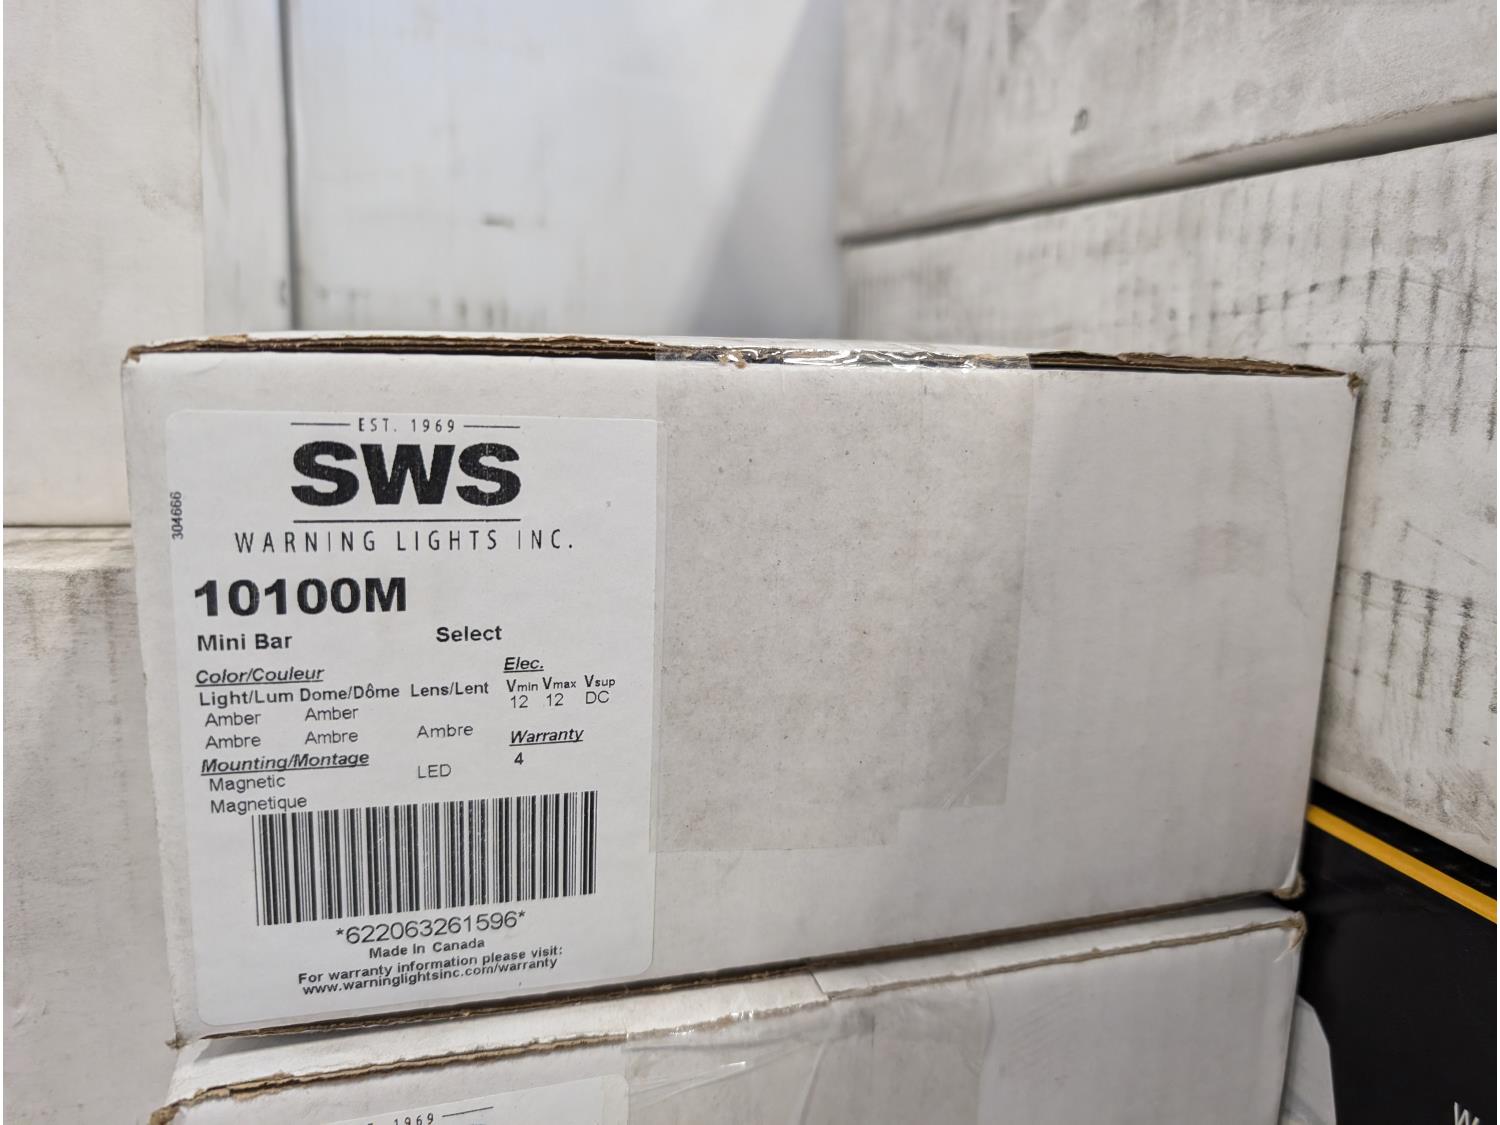 EST. 1969
SWS
WARNING LIGHTS INC.
304666
10100M
Mini Bar Select
Color/Couleur Elec.
Light/Lum Dome/Dôme Lens/Lent Vmin Vmax Vsup
12 12 DC
Amber Amber
Ambre Ambre Ambre Warranty
Mounting/Montage 4
Magnetic LED
Magnetique
*622063261596*
Made In Canada
For warranty information please visit:
www.warninglightsinc.com/warranty
1969